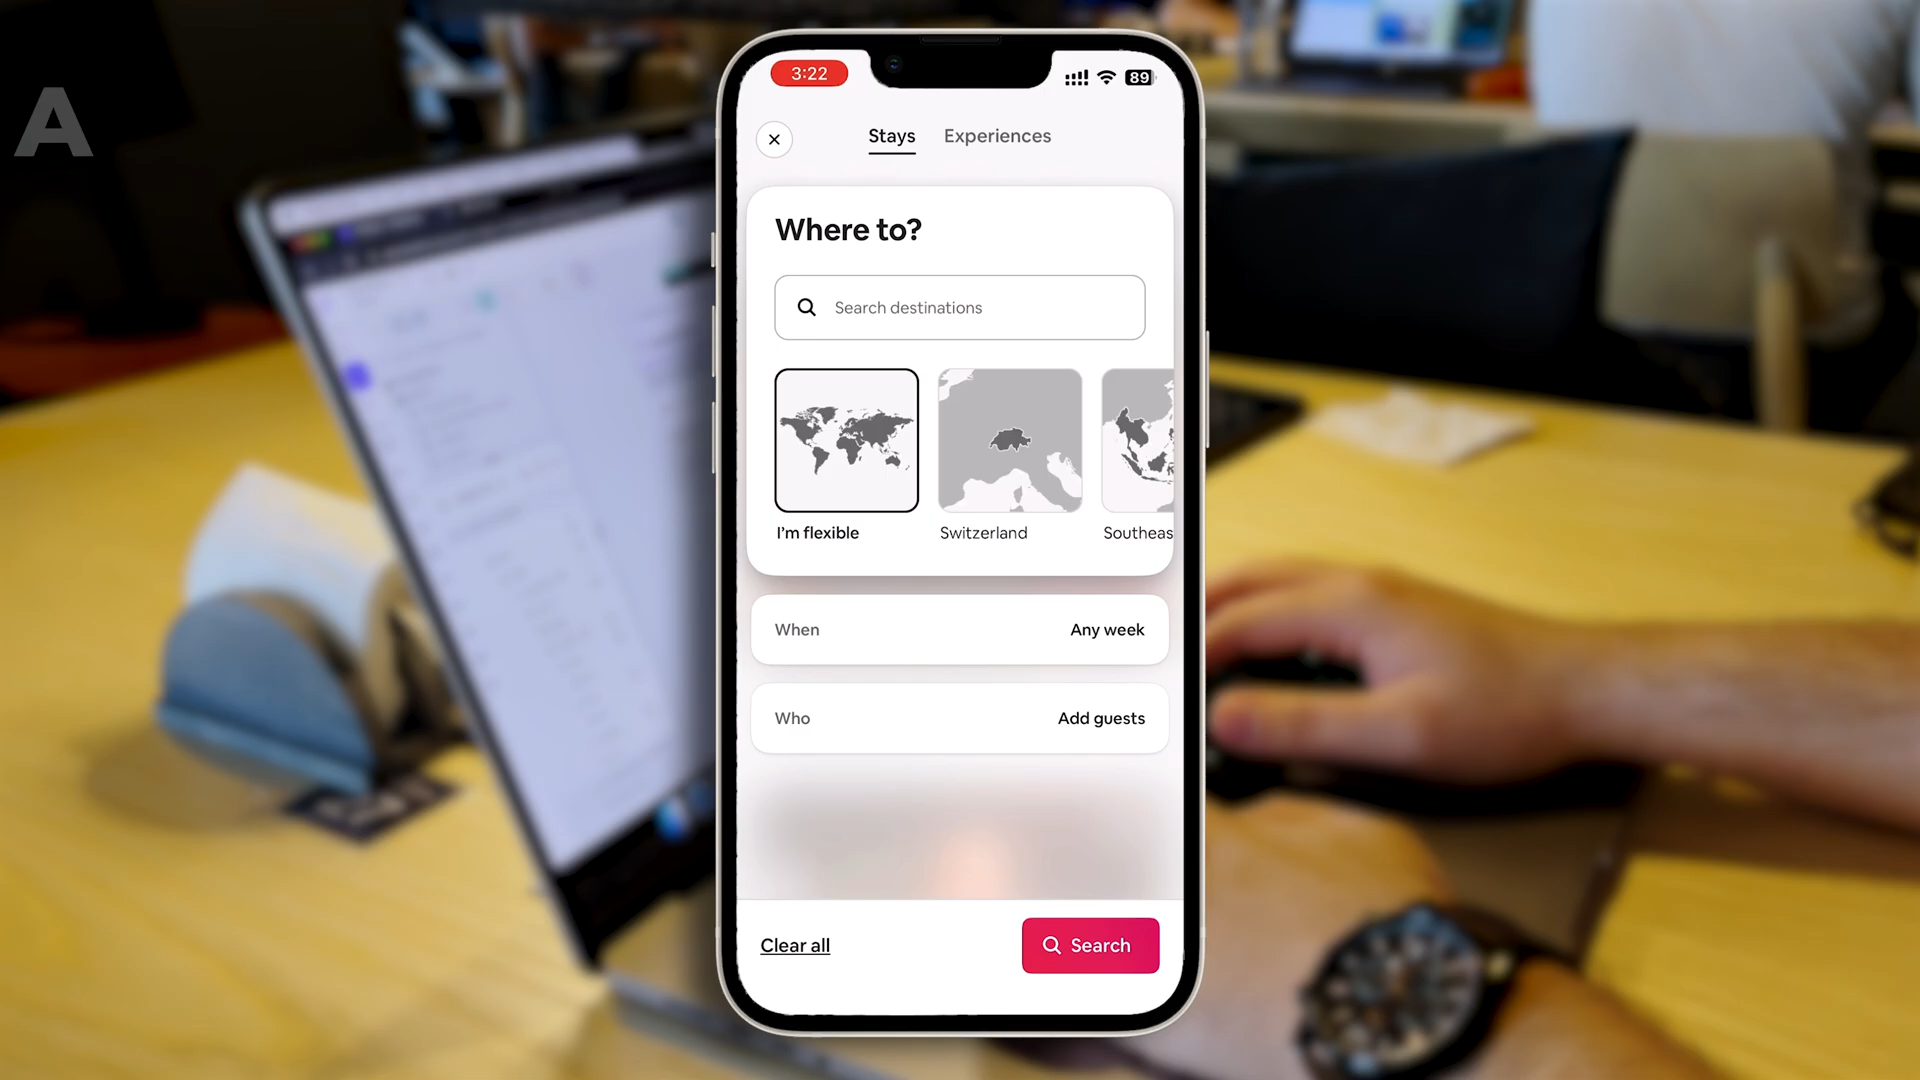 A
3:22
89
Stays Experiences
Where to?
Search destinations
I'm flexible Switzerland Southeas
When Any week
Who Add guests
Clear all Search